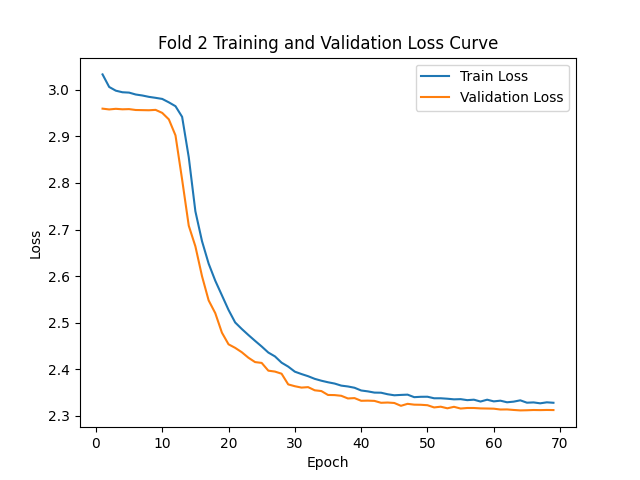 Fold 2 Training and Validation Loss Curve
Train Loss
Validation Loss
3.0
2.9
2.8
2.7
2.6
2.5
2.4
2.3
Loss
0 10 20 30 40 50 60 70
Epoch